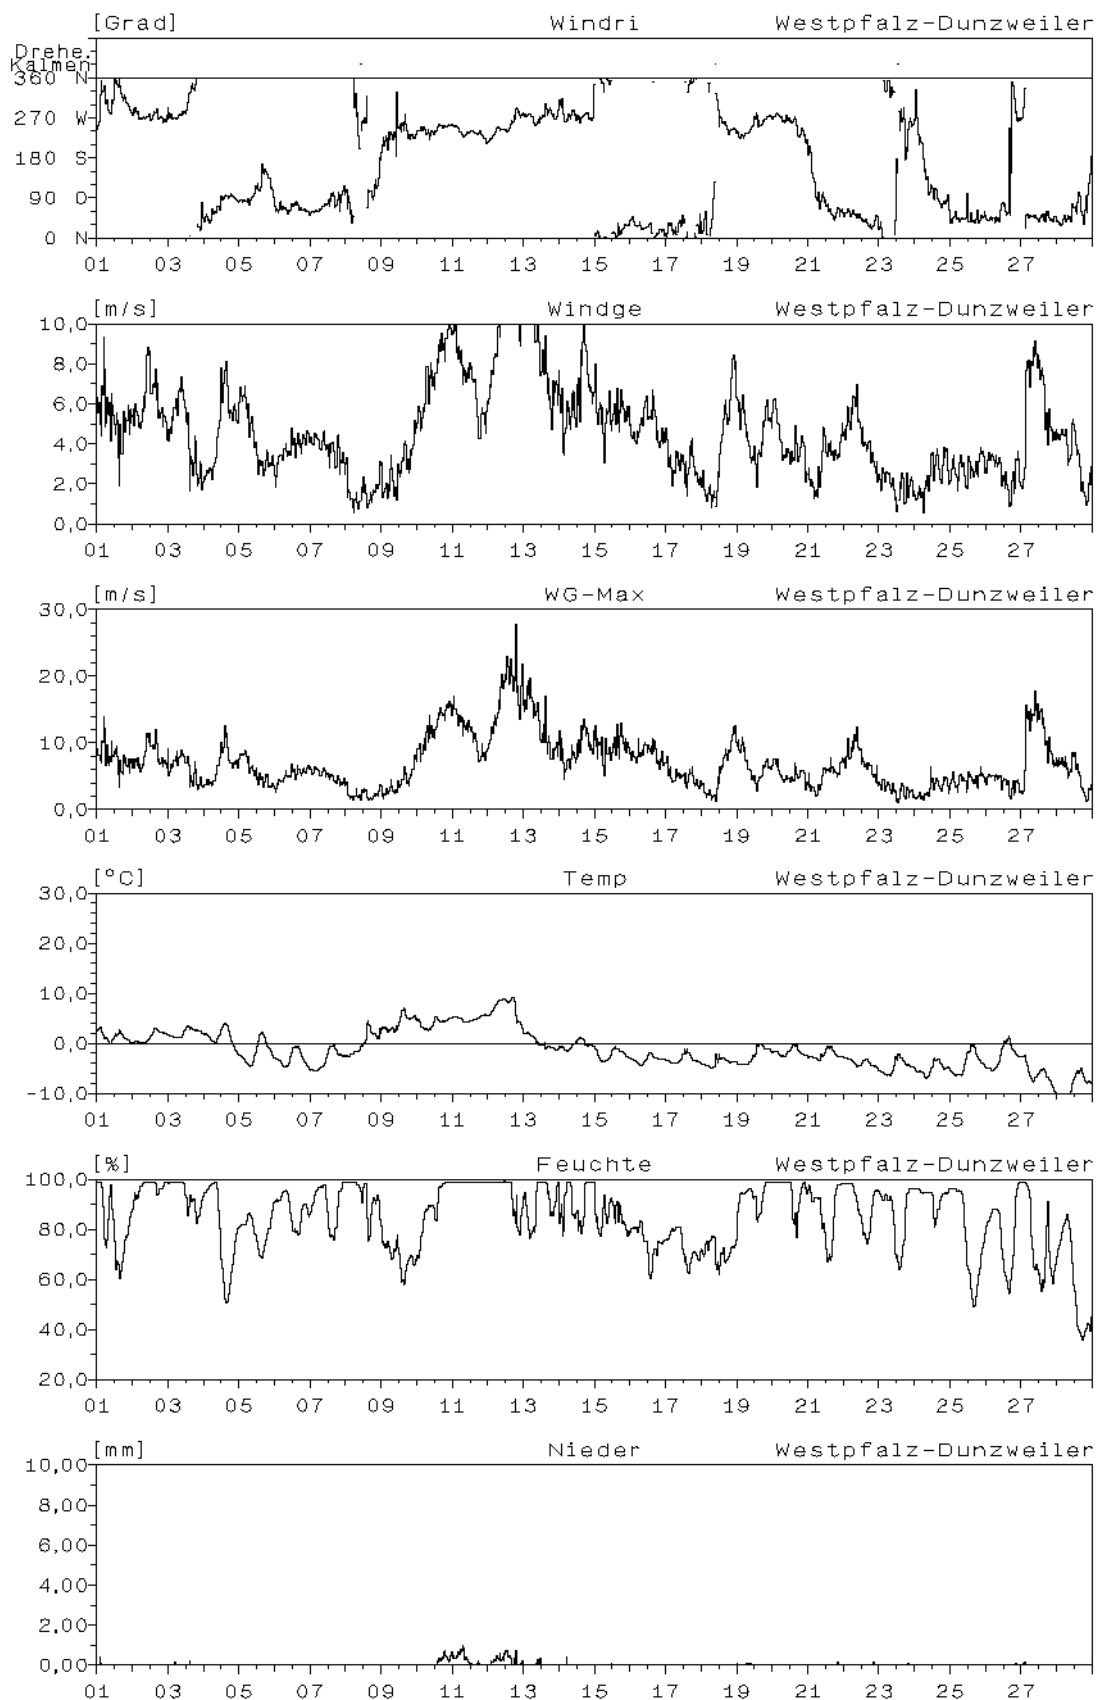 [Grad] Windri Westpfalz-Dunzweiler
Drehe.
Kalmen
360 N
270 W
180 S
90 O
0 N
01 03 05 07 09 11 13 15 17 19 21 23 25 27
[m/s] Windge Westpfalz-Dunzweiler
10,0
8,0
6,0
4,0
2,0
0,0
01 03 05 07 09 11 13 15 17 19 21 23 25 27
[m/s] WG-Max Westpfalz-Dunzweiler
30,0
20,0
10,0
0,0
01 03 05 07 09 11 13 15 17 19 21 23 25 27
[°C] Temp Westpfalz-Dunzweiler
30,0
20,0
10,0
0,0
-10,0
01 03 05 07 09 11 13 15 17 19 21 23 25 27
[%] Feuchte Westpfalz-Dunzweiler
100,0
80,0
60,0
40,0
20,0
01 03 05 07 09 11 13 15 17 19 21 23 25 27
[mm] Nieder Westpfalz-Dunzweiler
10,00
8,00
6,00
4,00
2,00
0,00
01 03 05 07 09 11 13 15 17 19 21 23 25 27